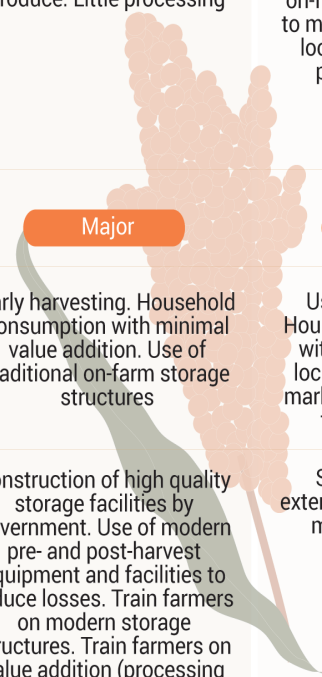 roduce. Little processing
Major
rly harvesting. Household
onsumption with minimal
value addition. Use of
aditional on-farm storage
structures
onstruction of high quality
storage facilities by
vernment. Use of modern
pre- and post-harvest
quipment and facilities to
duce losses. Train farmers
on modern storage
ructures. Train farmers on
alue addition (processing
to m
loc
p
Us
Hou
wit
loc
mark
S
exter
m